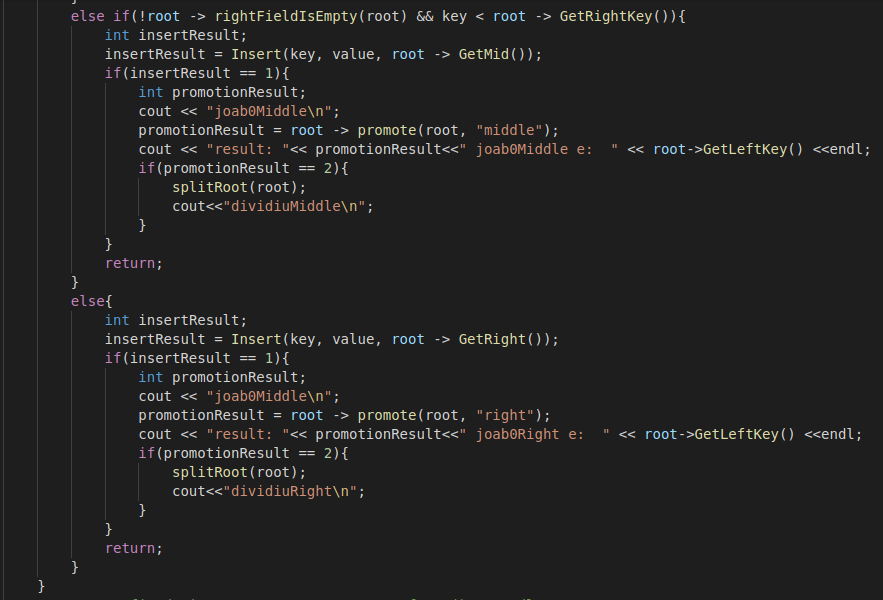 }
else if(!root -> rightFieldIsEmpty(root) && key < root -> GetRightKey()){
int insertResult;
insertResult = Insert(key, value, root -> GetMid());
if(insertResult == 1){
int promotionResult;
cout << "joab0Middle\n";
promotionResult = root -> promote(root, "middle");
cout << "result: "<< promotionResult<<" joab0Middle e:  " << root->GetLeftKey() <<endl;
if(promotionResult == 2){
splitRoot(root);
cout<<"dividiuMiddle\n";
}
}
return;
}
else{
int insertResult;
insertResult = Insert(key, value, root -> GetRight());
if(insertResult == 1){
int promotionResult;
cout << "joab0Middle\n";
promotionResult = root -> promote(root, "right");
cout << "result: "<< promotionResult<<" joab0Right e:  " << root->GetLeftKey() <<endl;
if(promotionResult == 2){
splitRoot(root);
cout<<"dividiuRight\n";
}
}
return;
}
}